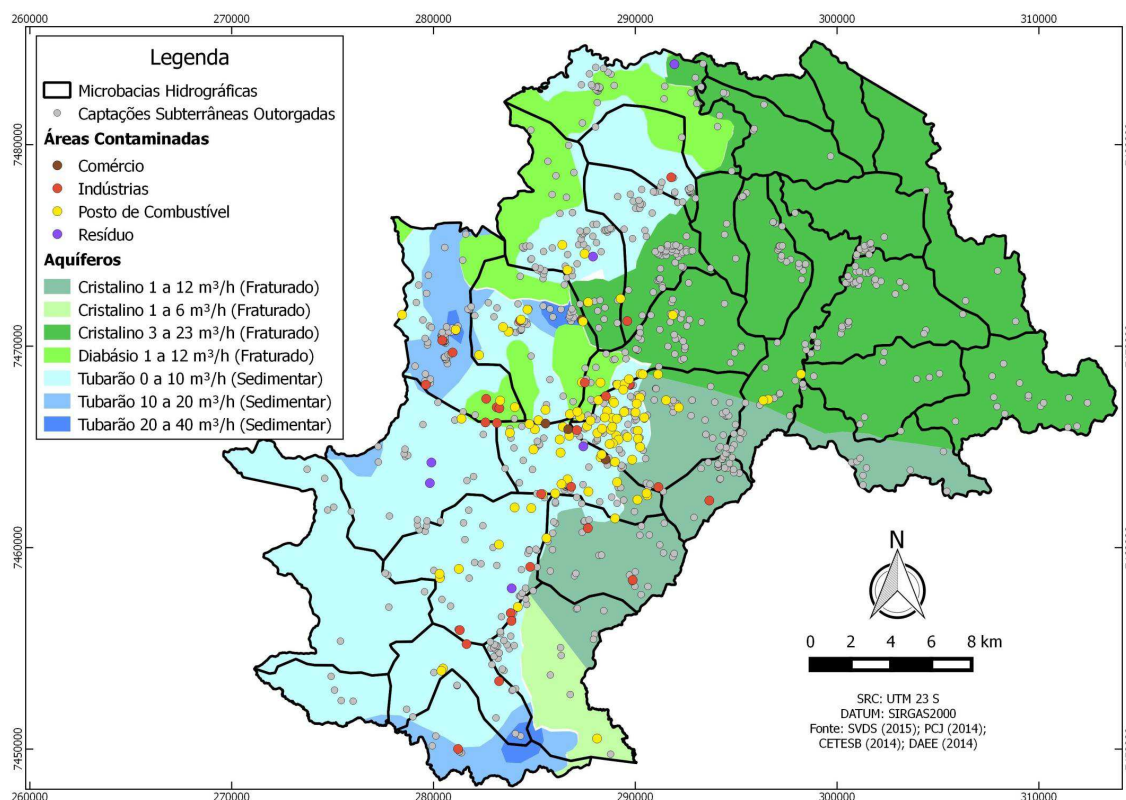 260000 270000 280000 290000 300000 310000
Legenda
Microbacias Hidrográficas
Captações Subterrâneas Outorgadas
Áreas Contaminadas
Comércio
Indústrias
Posto de Combustível
Resíduo
Aquíferos
Cristalino 1 a 12 m³/h (Fraturado)
Cristalino 1 a 6 m³/h (Fraturado)
Cristalino 3 a 23 m³/h (Fraturado)
Diabásio 1 a 12 m³/h (Fraturado)
Tubarão 0 a 10 m³/h (Sedimentar)
Tubarão 10 a 20 m³/h (Sedimentar)
Tubarão 20 a 40 m³/h (Sedimentar)
7480000
7470000
7460000
7450000
N
0 2 4 6 8 km
SRC: UTM 23 S
DATUM: SIRGAS2000
Fonte: SVDS (2015); PCJ (2014);
CETESB (2014); DAEE (2014)
260000 270000 280000 290000 300000 310000